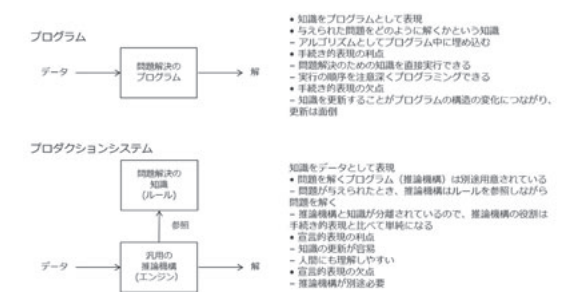 プログラム
データ
問題解決の
プログラム
解
• 知識をプログラムとして表現
• 与えられた問題をどのように解くかという知識
– アルゴリズムとしてプログラム中に埋め込む
• 手続き的表現の利点
– 問題解決のための知識を直接実行できる
– 実行の順序を注意深くプログラミングできる
• 手続き的表現の欠点
– 知識を更新することがプログラムの構造の変化につながり、
更新は面倒
プロダクションシステム
問題解決の
知識
(ルール)
参照
データ
汎用の
推論機構
(エンジン)
解
知識をデータとして表現
• 問題を解くプログラム（推論機構）は別途用意されている
– 問題が与えられたとき、推論機構はルールを参照しながら
問題を解く
– 推論機構と知識が分離されているので、推論機構の役割は
手続き的表現と比べて単純になる
• 宣言的表現の利点
– 知識の更新が容易
– 人間にも理解しやすい
• 宣言的表現の欠点
– 推論機構が別途必要